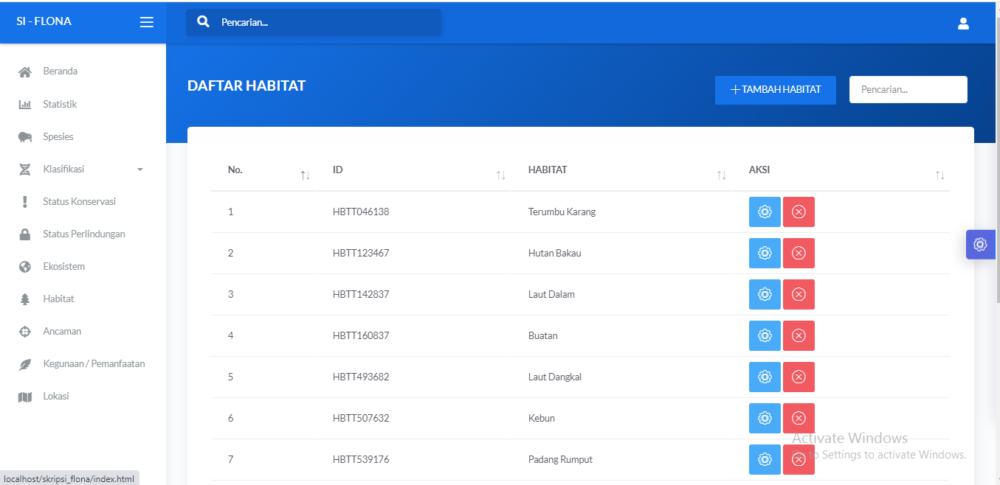 SI - FLONA
Pencarian...
Beranda
Statistik
Spesies
Klasifikasi
Status Konservasi
Status Perlindungan
Ekosistem
Habitat
Ancaman
Kegunaan / Pemanfaatan
Lokasi
DAFTAR HABITAT
TAMBAH HABITAT
Pencarian...
No. ID HABITAT AKSI
1 HBTT046138 Terumbu Karang
2 HBTT123467 Hutan Bakau
3 HBTT142837 Laut Dalam
4 HBTT160837 Buatan
5 HBTT493682 Laut Dangkal
6 HBTT507632 Kebun
7 HBTT539176 Padang Rumput
Activate Windows
Go to Settings to activate Windows.
localhost/skripsi_flona/index.html